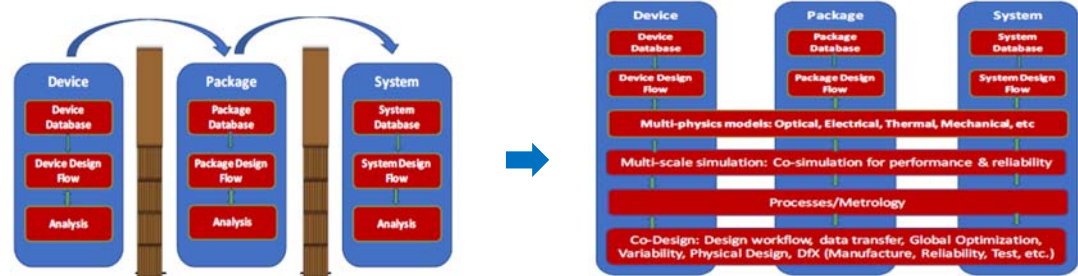 Device
Device
Database
Device Design
Flow
Analysis
Package
Package
Database
Package Design
Flow
Analysis
System
System
Database
System Design
Flow
Analysis
Device
Device
Database
Device Design
Flow
Package
Package
Database
Package Design
Flow
System
System
Database
System Design
Flow
Multi-physics models: Optical, Electrical, Thermal, Mechanical, etc
Multi-scale simulation: Co-simulation for performance & reliability
Processes/Metrology
Co-Design: Design workflow, data transfer, Global Optimization,
Variability, Physical Design, DfX (Manufacture, Reliability, Test, etc.)